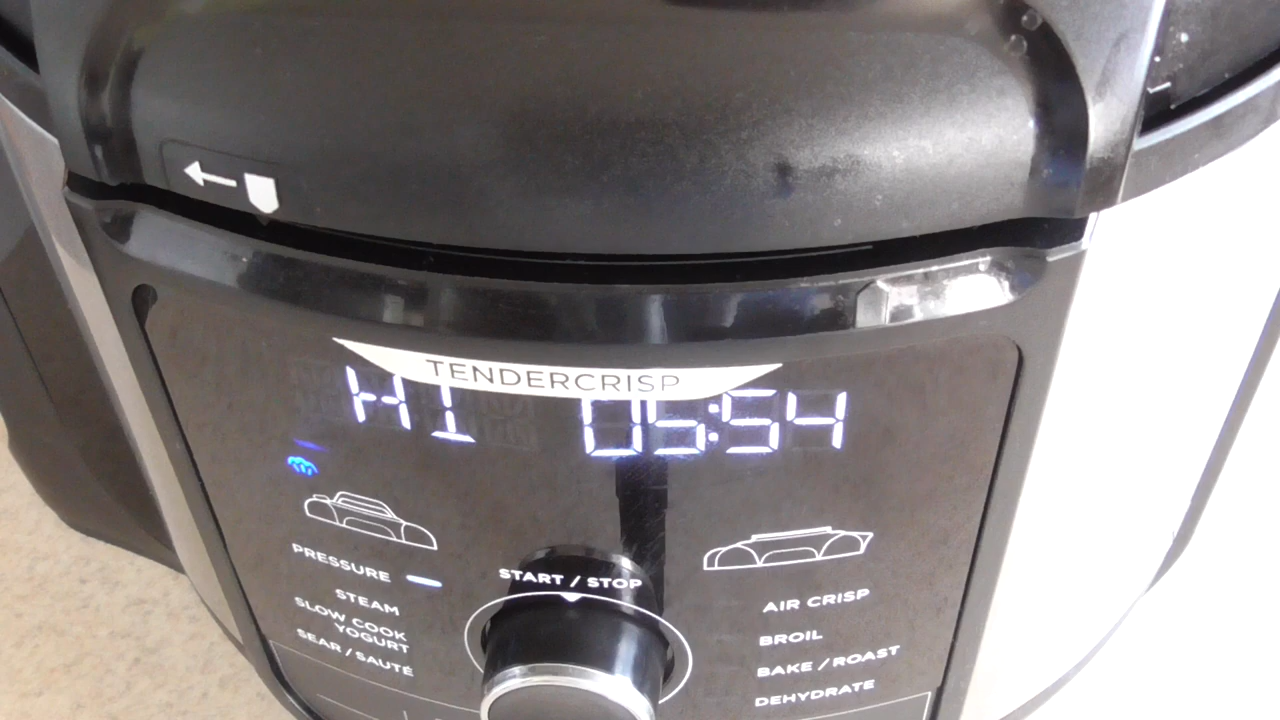 TENDERCRISP
HI 05:54
START / STOP
PRESSURE
STEAM
SLOW COOK
YOGURT
SEAR / SAUTÉ
AIR CRISP
BROIL
BAKE / ROAST
DEHYDRATE